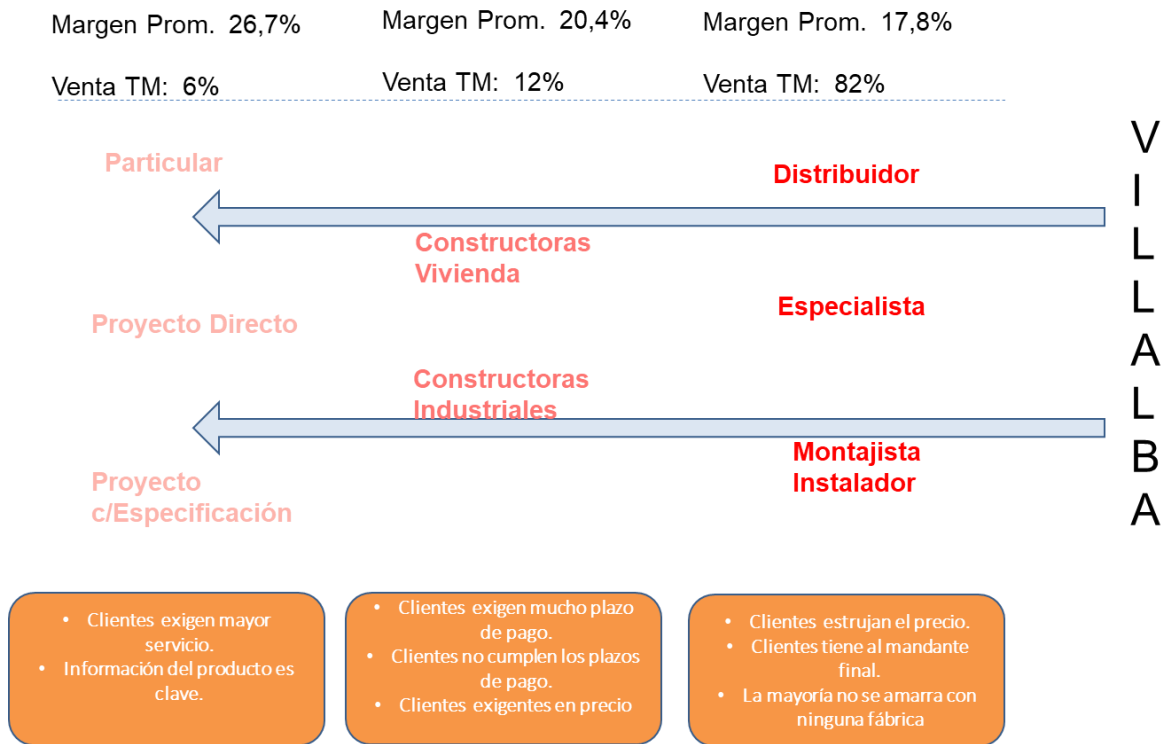 Margen Prom. 26,7%
Venta TM: 6%
Margen Prom. 20,4%
Venta TM: 12%
Margen Prom. 17,8%
Venta TM: 82%
Particular
Proyecto Directo
Proyecto
c/Especificación
Constructoras
Vivienda
Constructoras
Industriales
Distribuidor
Especialista
Montajista
Instalador
V
I
L
L
A
L
B
A
• Clientes exigen mayor
servicio.
• Información del producto es
clave.
• Clientes exigen mucho plazo
de pago.
• Clientes no cumplen los plazos
de pago.
• Clientes exigentes en precio
• Clientes estrujan el precio.
• Clientes tiene al mandante
final.
• La mayoría no se amarra con
ninguna fábrica